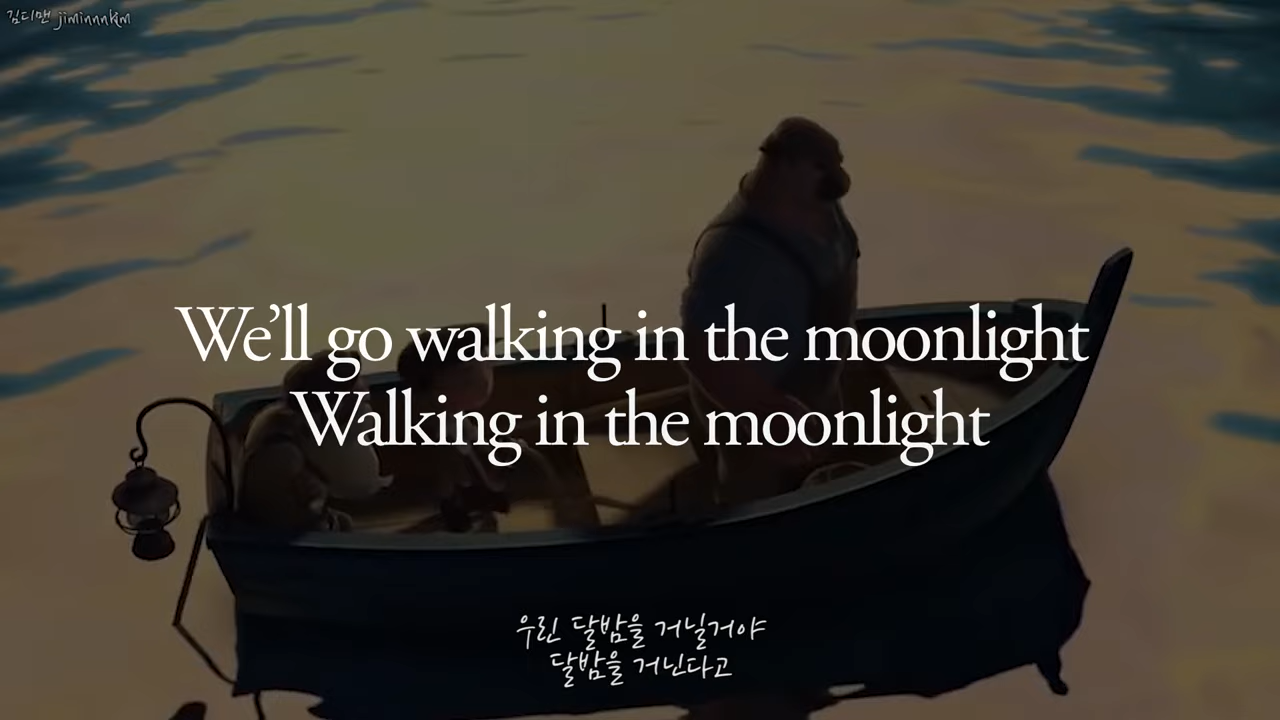 김디맨 jiminnnkim
We’ll go walking in the moonlight
Walking in the moonlight
우린 달밤을 거닐거야
달밤을 거닌다고